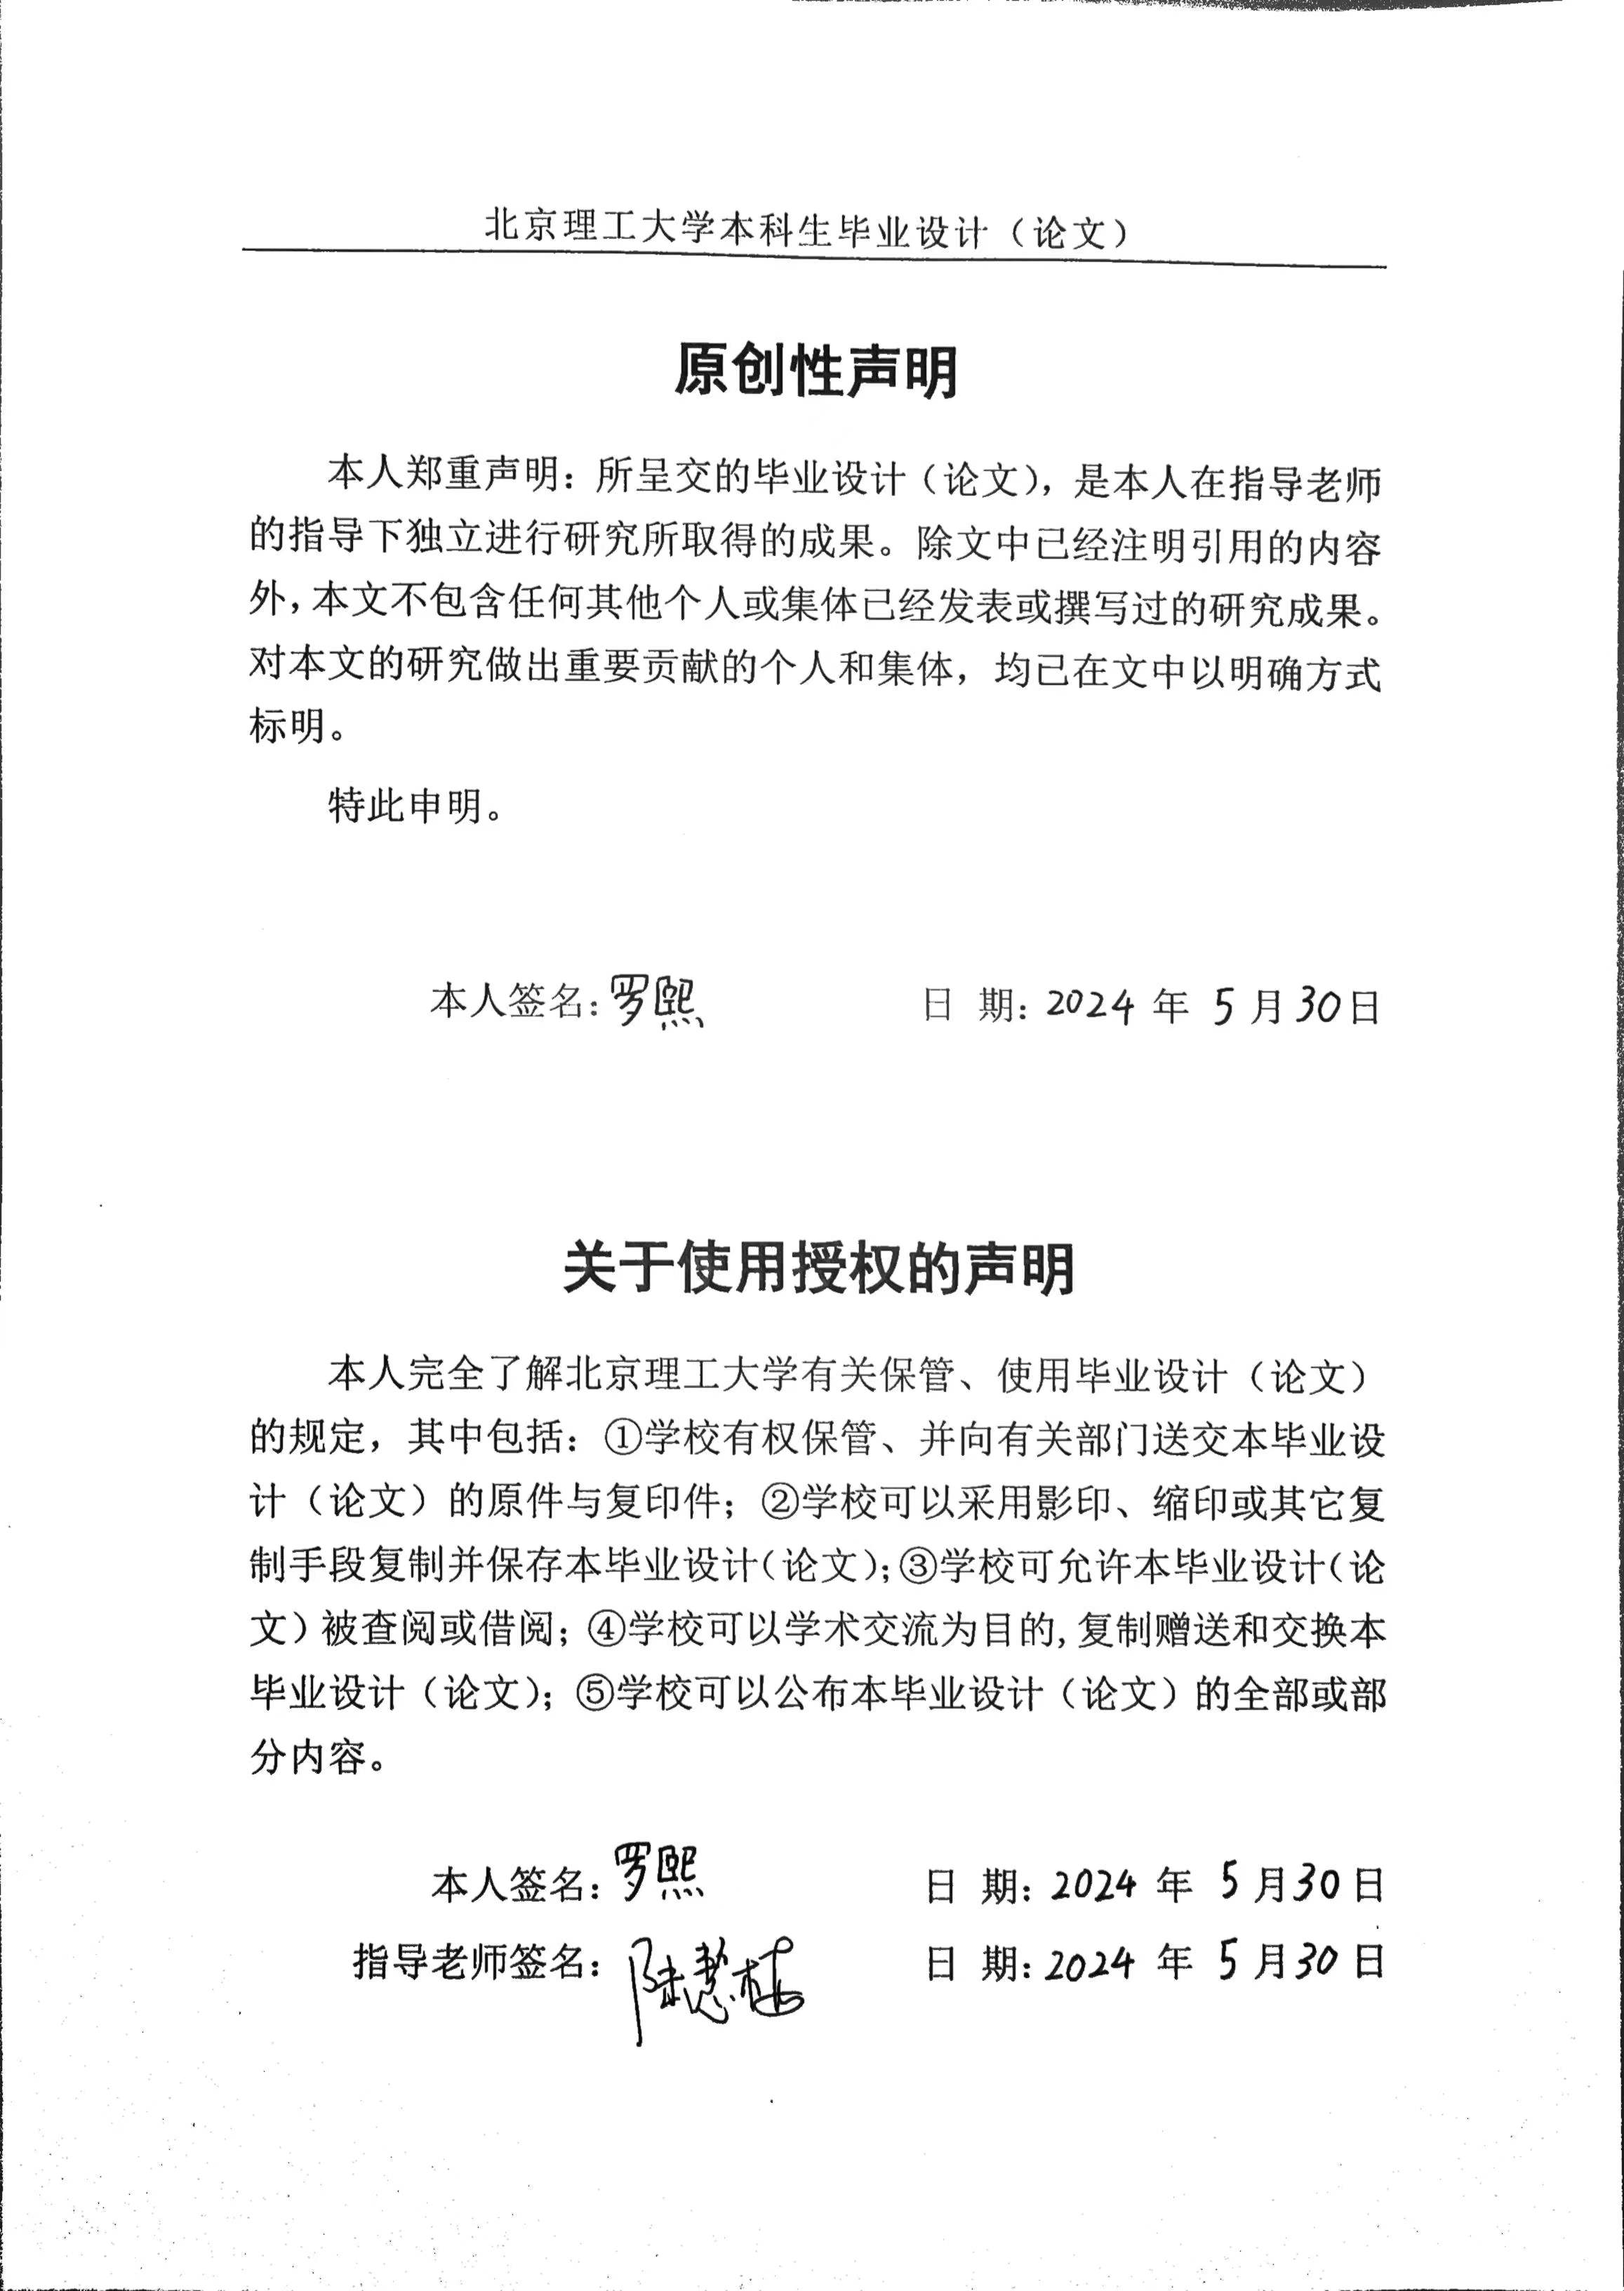 北京理工大学本科生毕业设计（论文）
原创性声明
本人郑重声明：所呈交的毕业设计（论文），是本人在指导老师
的指导下独立进行研究所取得的成果。除文中已经注明引用的内容
外，本文不包含任何其他个人或集体已经发表或撰写过的研究成果。
对本文的研究做出重要贡献的个人和集体，均已在文中以明确方式
标明。
特此申明。
本人签名：罗熙 日 期：2024 年 5 月 30 日
关于使用授权的声明
本人完全了解北京理工大学有关保管、使用毕业设计（论文）
的规定，其中包括：①学校有权保管、并向有关部门送交本毕业设
计（论文）的原件与复印件；②学校可以采用影印、缩印或其它复
制手段复制并保存本毕业设计（论文）；③学校可允许本毕业设计（论
文）被查阅或借阅；④学校可以学术交流为目的，复制赠送和交换本
毕业设计（论文）；⑤学校可以公布本毕业设计（论文）的全部或部
分内容。
本人签名：罗熙 日 期：2024 年 5 月 30 日
指导老师签名：陆慧梅 日 期：2024 年 5 月 30 日